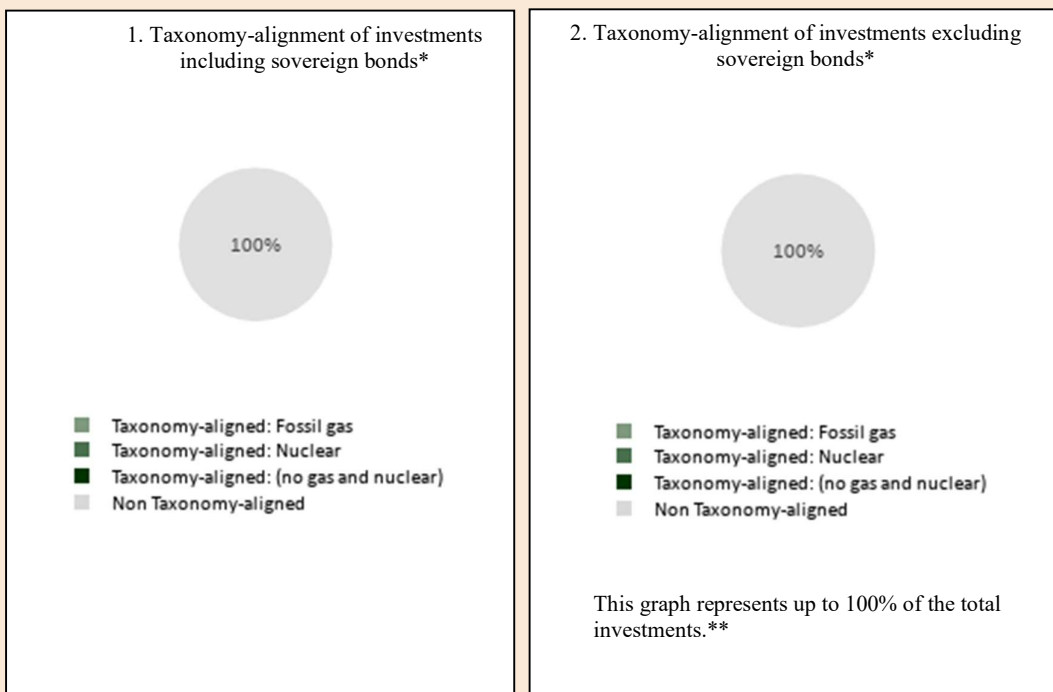 1. Taxonomy-alignment of investments
including sovereign bonds*
100%
Taxonomy-aligned: Fossil gas
Taxonomy-aligned: Nuclear
Taxonomy-aligned: (no gas and nuclear)
Non Taxonomy-aligned
2. Taxonomy-alignment of investments excluding
sovereign bonds*
100%
Taxonomy-aligned: Fossil gas
Taxonomy-aligned: Nuclear
Taxonomy-aligned: (no gas and nuclear)
Non Taxonomy-aligned
This graph represents up to 100% of the total
investments.**